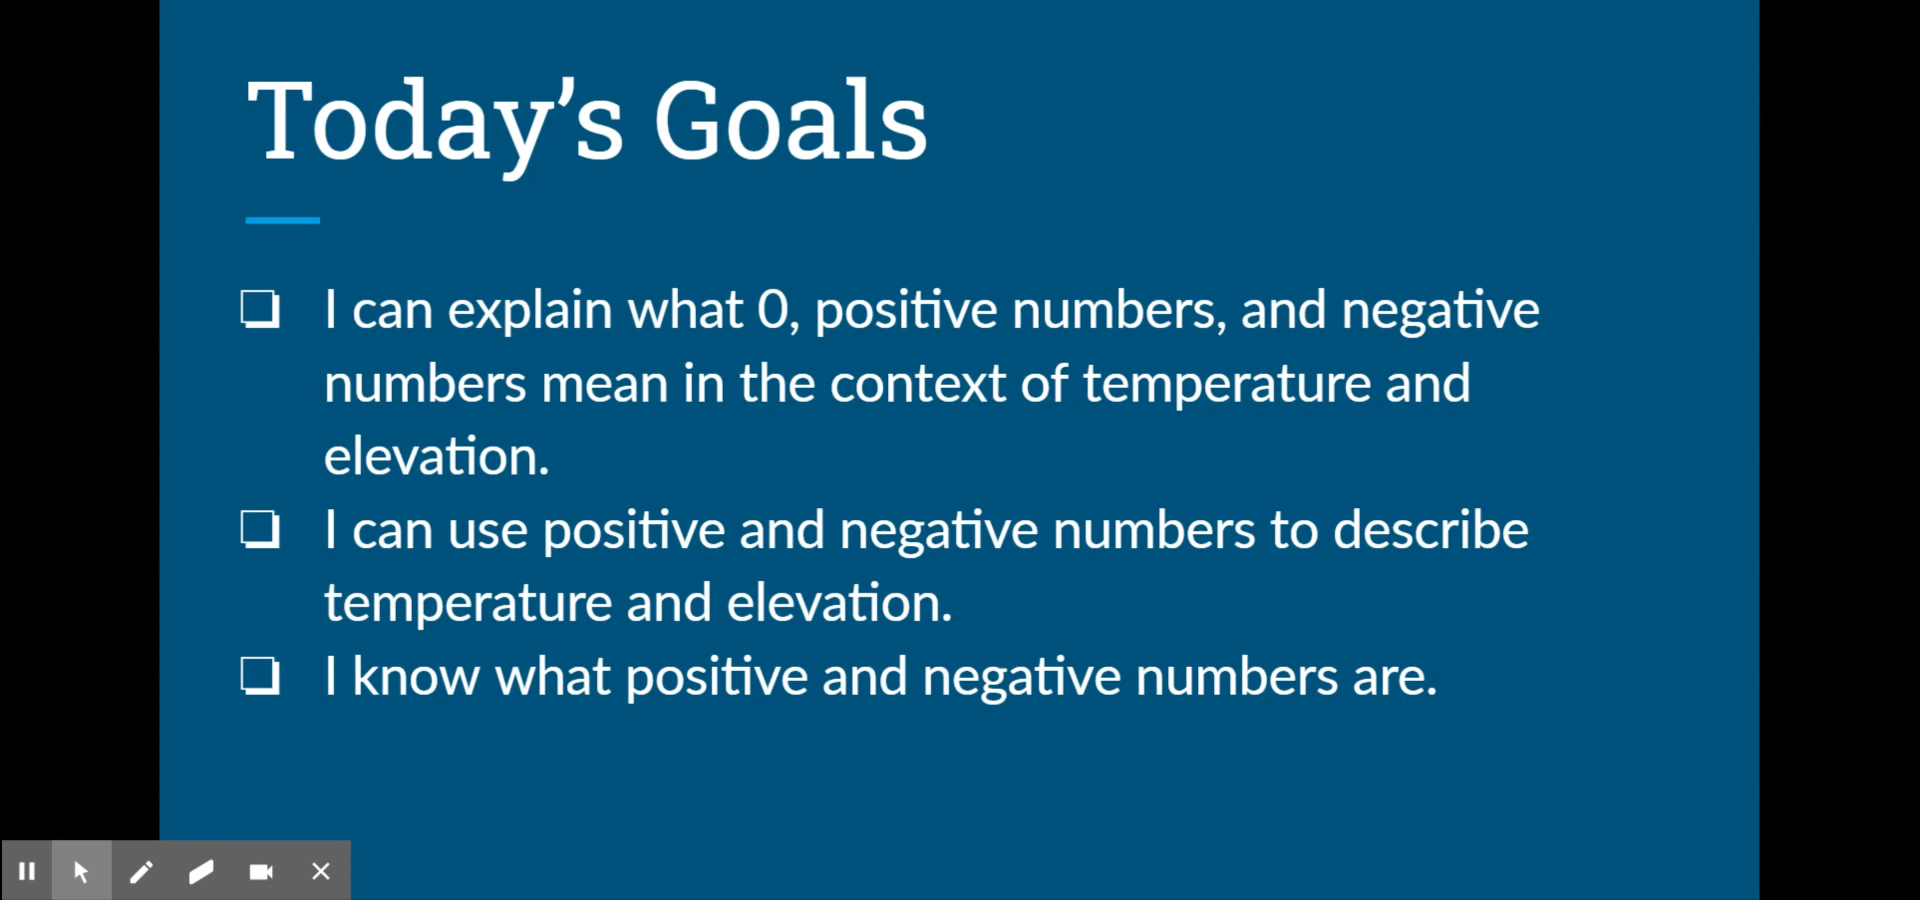 Today’s Goals
❏ I can explain what 0, positive numbers, and negative
numbers mean in the context of temperature and
elevation.
❏ I can use positive and negative numbers to describe
temperature and elevation.
❏ I know what positive and negative numbers are.